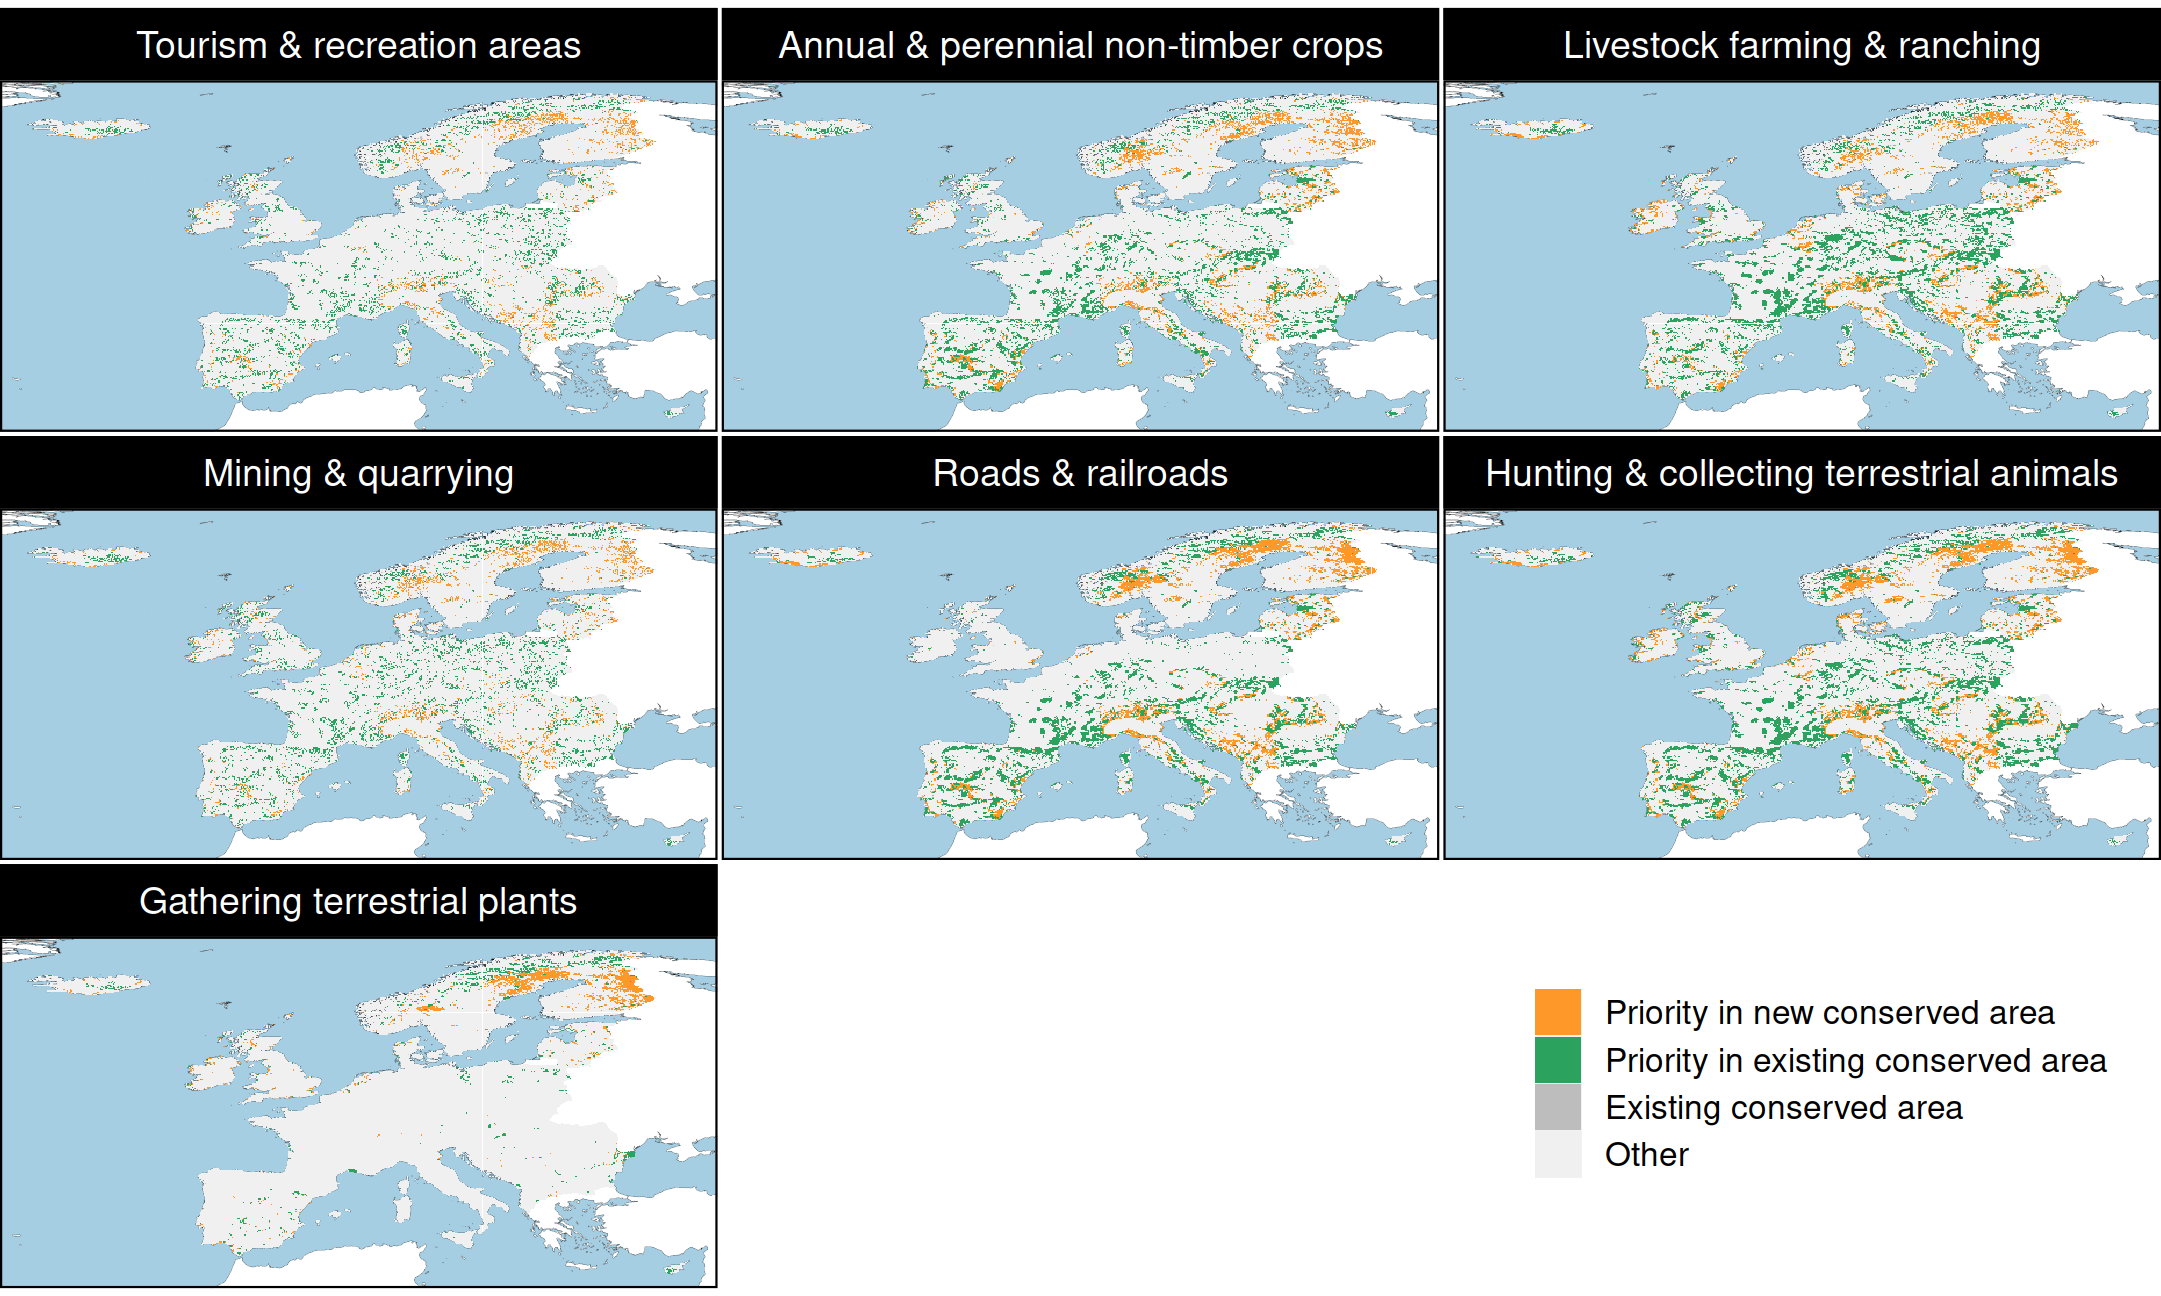 Tourism & recreation areas
Annual & perennial non-timber crops
Livestock farming & ranching
Mining & quarrying
Roads & railroads
Hunting & collecting terrestrial animals
Gathering terrestrial plants
Priority in new conserved area
Priority in existing conserved area
Existing conserved area
Other